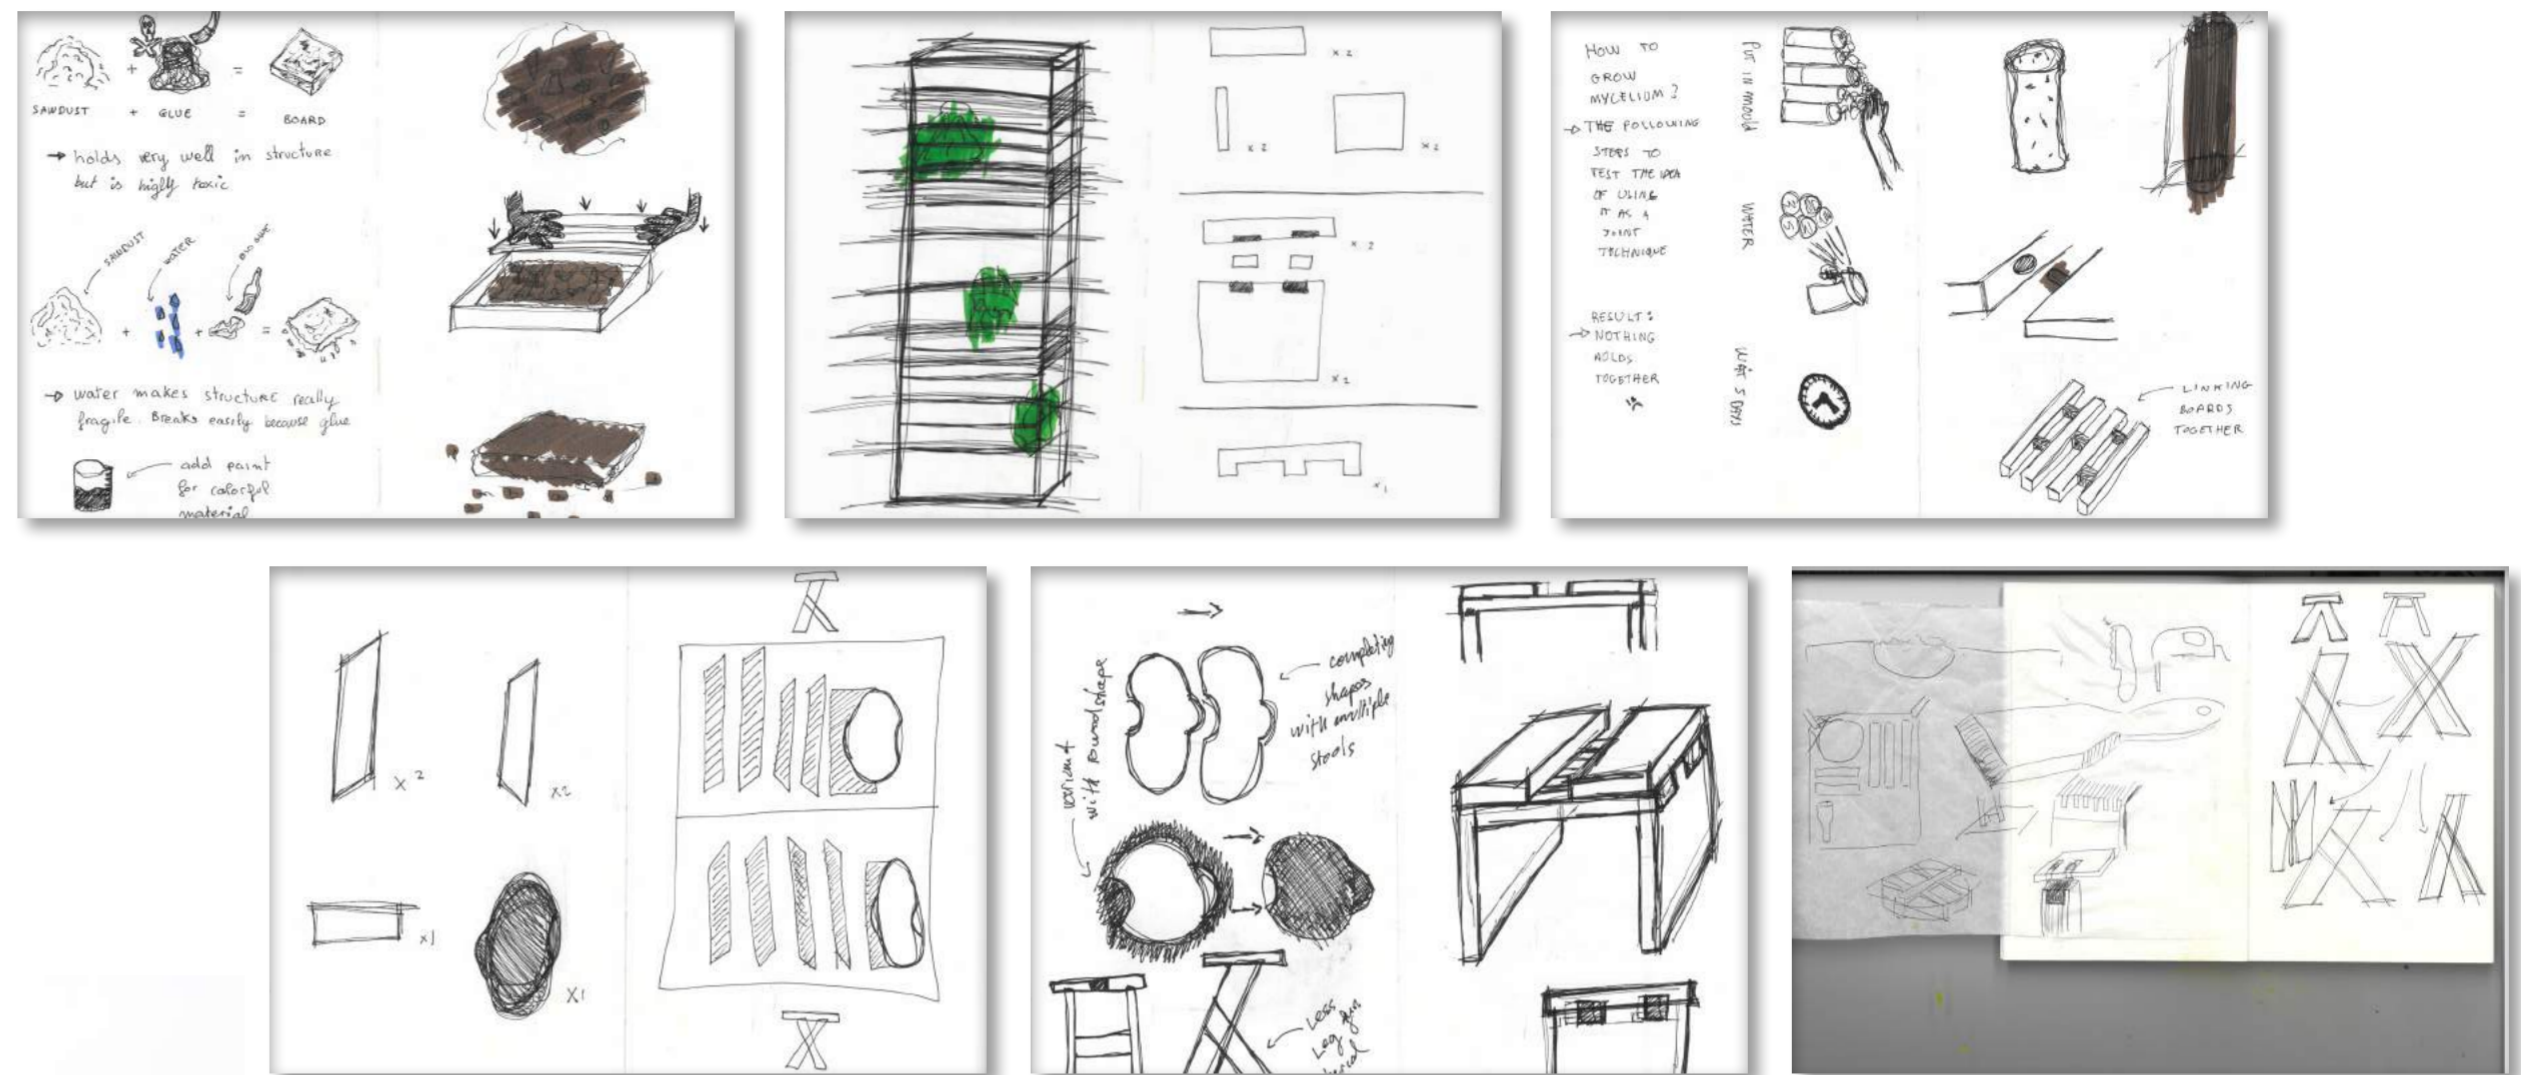 SAWDUST + GLUE = BOARD
→ holds very well in structure
but is higly toxic
SAWDUST
WATER
+ + =
→ water makes structure really
fragile. Breaks easily because glue
add paint
for colorful
material
x 2
x 2
x 2
x 2
x 1
x 1
HOW TO
GROW
MYCELIUM?
→ THE FOLLOWING
STEPS TO
TEST THE IDEA
OF USING
IT AS A
JOINT
TECHNIQUE
RESULT:
→ NOTHING
HOLDS
TOGETHER
PUT IN MOULD
WATER
WAIT 5 DAYS
LINKING
BOARDS
TOGETHER
x2
x2
x1
x1
completing
shapes
with multiple
stools
variant
with round shape
Less
Leg